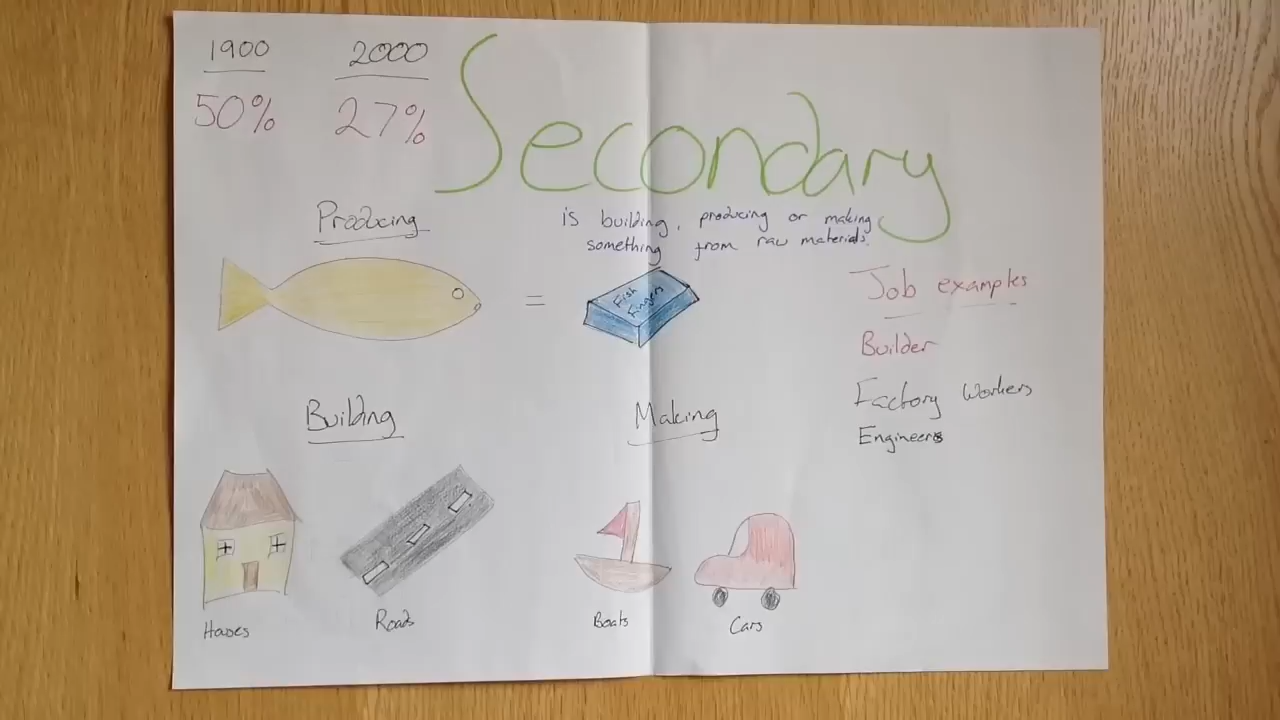 1900 2000
50% 27%
Secondary
is building, producing or making
something from raw materials.
Producing
=
Fish
Fingers
Job examples
Builder
Factory Workers
Engineers
Building
Making
Houses
Roads
Boats
Cars